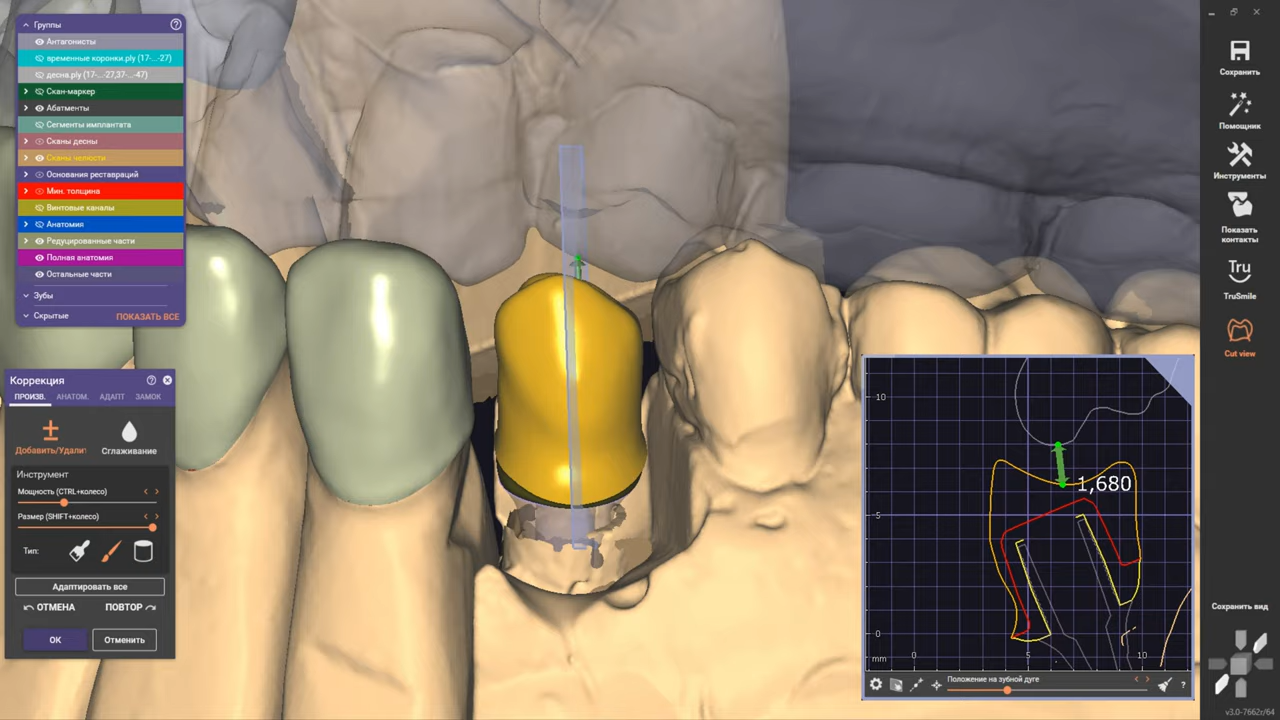 Группы
Антагонисты
временные коронки.ply (17-...-27)
десна.ply (17-...-27,37-...-47)
Скан-маркер
Абатменты
Сегменты имплантата
Сканы десны
Сканы челюсти
Основания реставраций
Мин. толщина
Винтовые каналы
Анатомия
Редуцированные части
Полная анатомия
Остальные части
Зубы
Скрытые
ПОКАЗАТЬ ВСЕ
Коррекция
ПРОИЗВ. АНАТОМ. АДАПТ ЗАМОК
Добавить/Удалит
Сглаживание
Инструмент
Мощность (CTRL+колесо)
Размер (SHIFT+колесо)
Тип:
Адаптировать все
ОТМЕНА ПОВТОР
ОК Отменить
10
1,680
5
0
mm 0 5 10
Положение на зубной дуге
?
Сохранить
Помощник
Инструменты
Показать
контакты
Tru
TruSmile
Cut view
Сохранить вид
v3.0-7662r/64